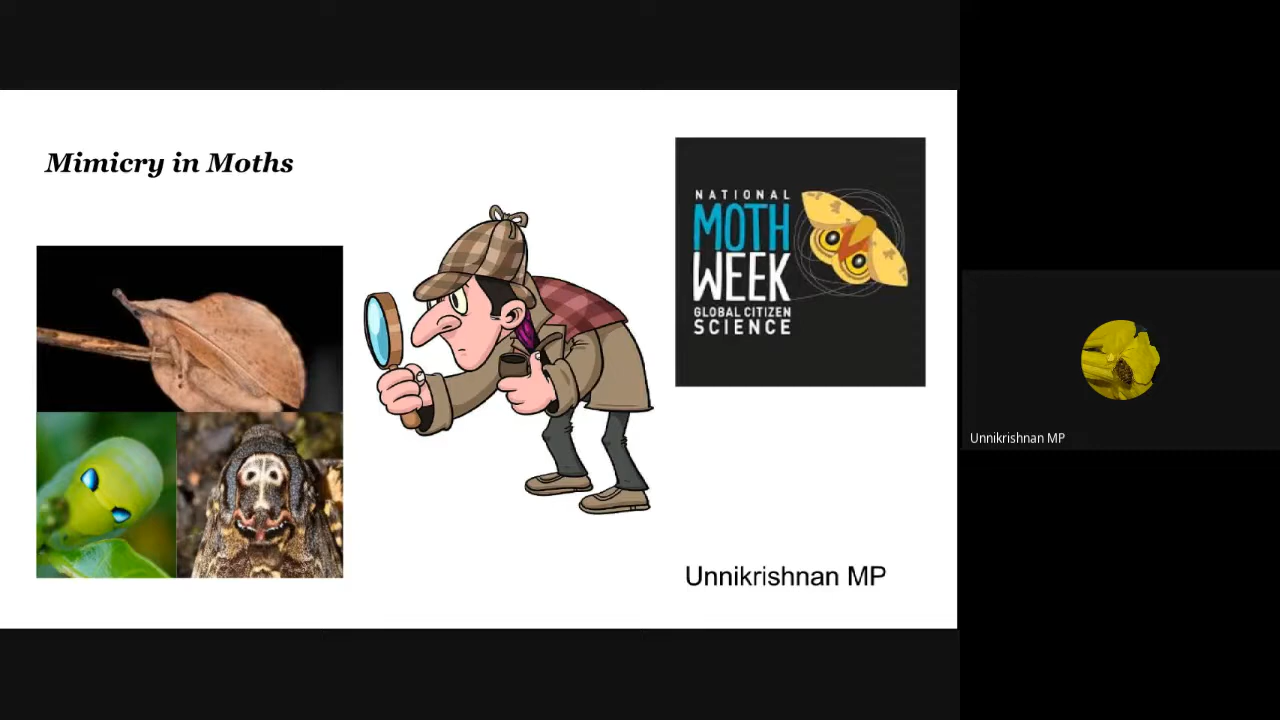 Mimicry in Moths
NATIONAL
MOTH
WEEK
GLOBAL CITIZEN
SCIENCE
Unnikrishnan MP
Unnikrishnan MP